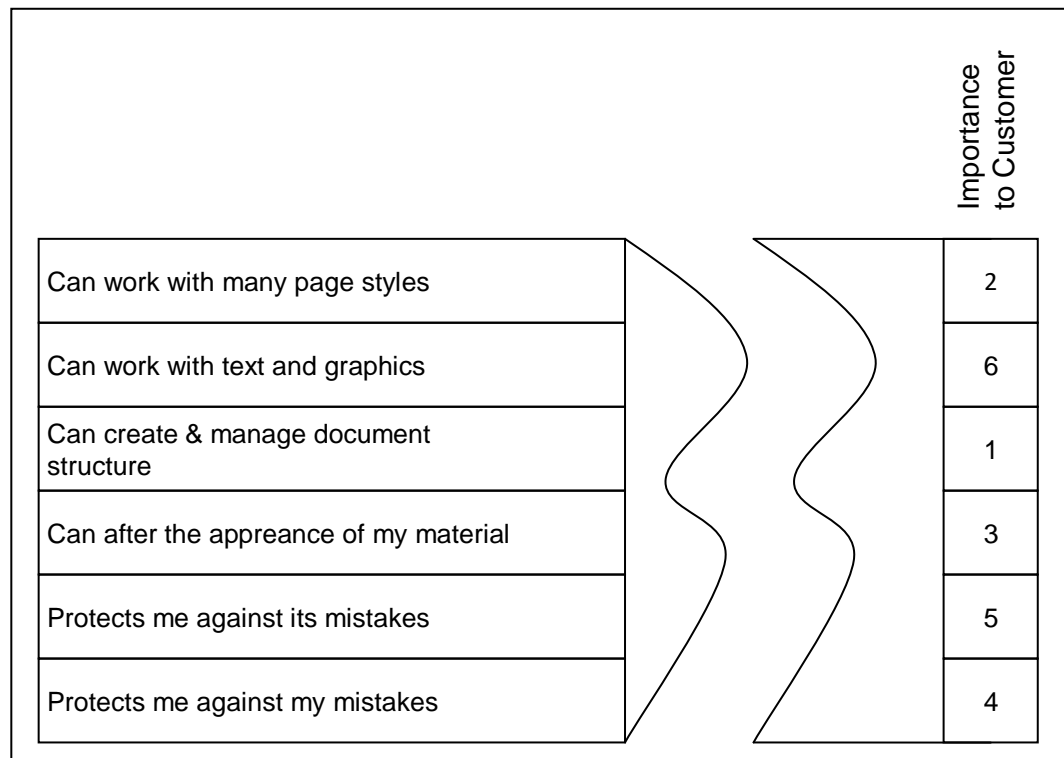 Importance
to Customer
Can work with many page styles
2
Can work with text and graphics
6
Can create & manage document
structure
1
Can after the appreance of my material
3
Protects me against its mistakes
5
Protects me against my mistakes
4